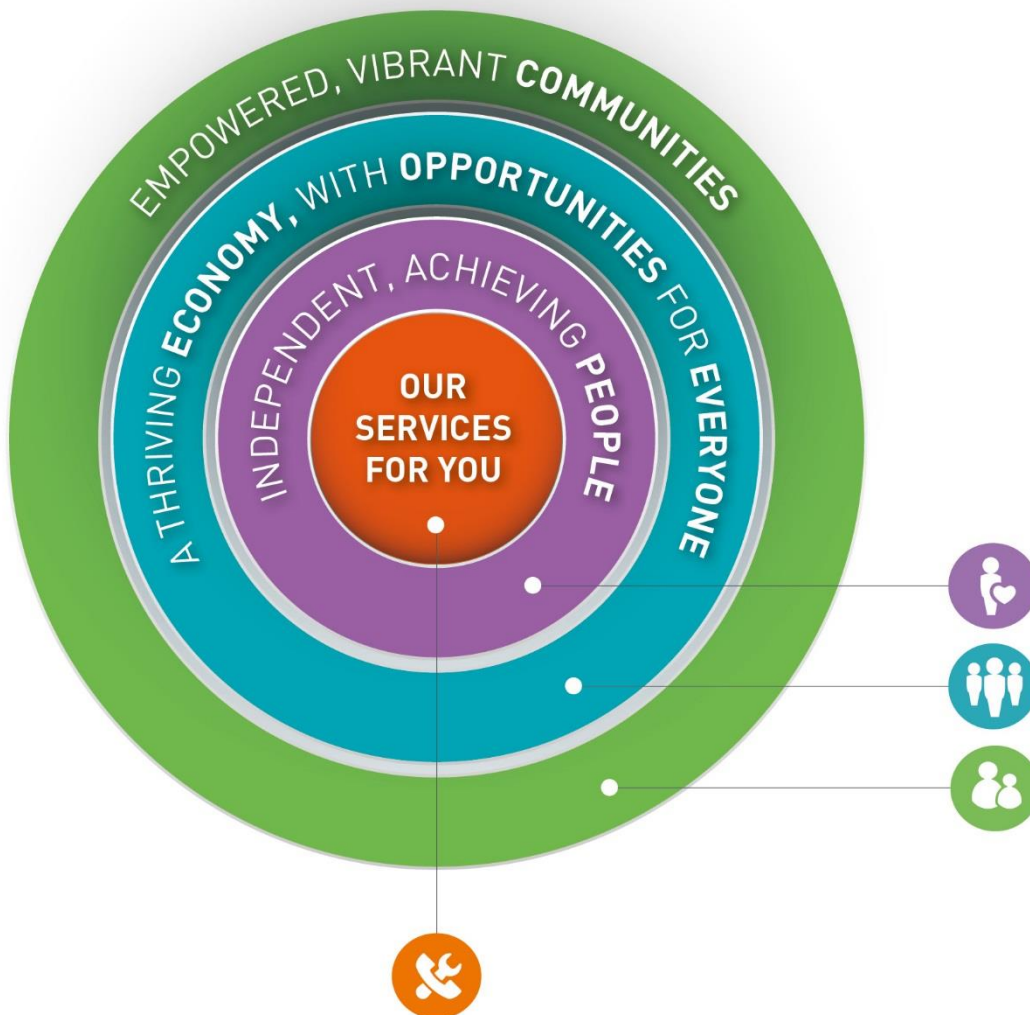 EMPOWERED, VIBRANT COMMUNITIES
A THRIVING ECONOMY, WITH OPPORTUNITIES FOR EVERYONE
INDEPENDENT, ACHIEVING PEOPLE
OUR
SERVICES
FOR YOU